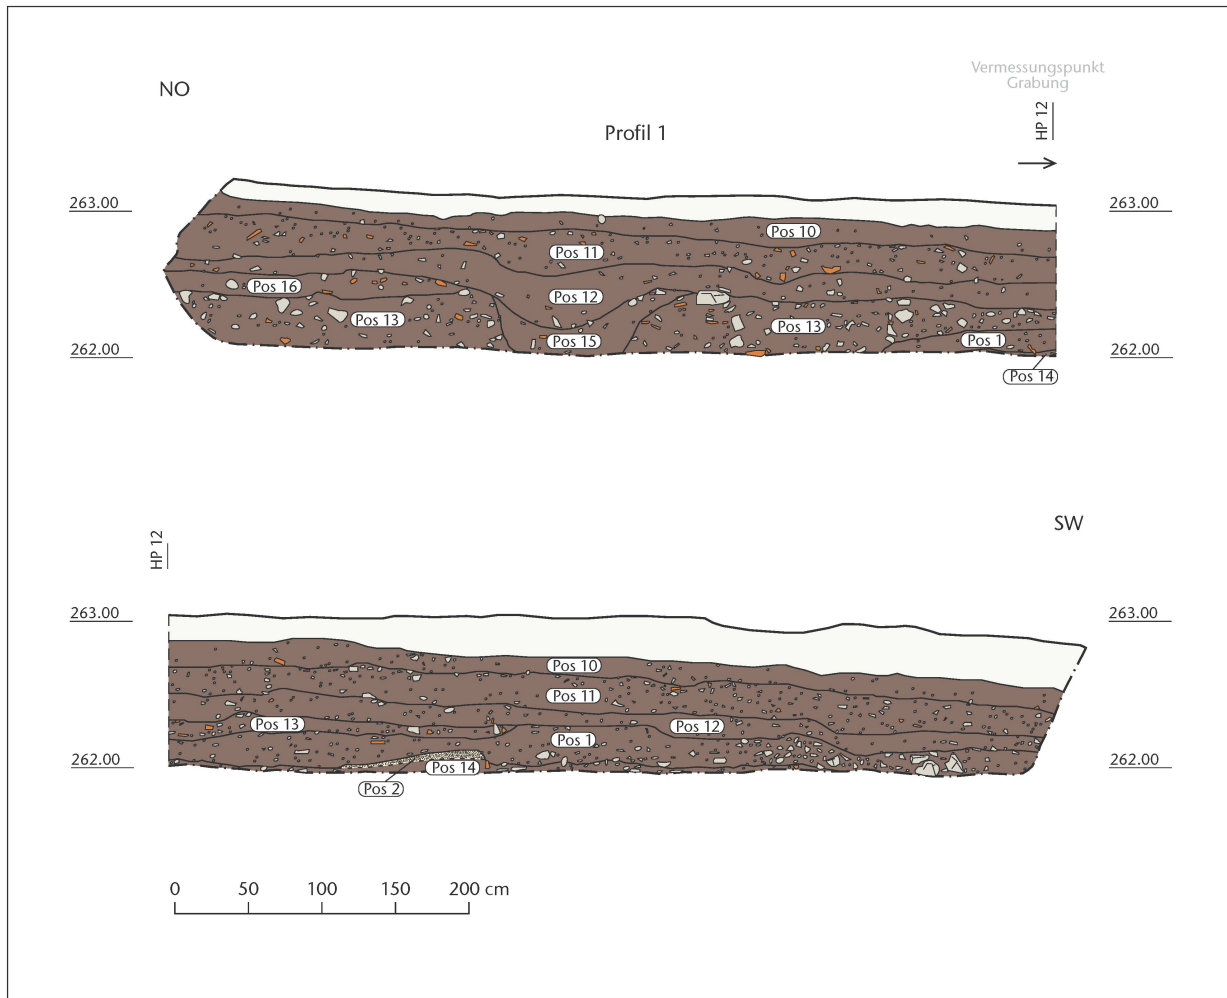 Vermessungspunkt
Grabung
NO
HP 12
Profil 1
263.00
263.00
Pos 10
Pos 11
Pos 16
Pos 12
Pos 13
Pos 13
Pos 15
Pos 1
262.00
262.00
Pos 14
SW
HP 12
263.00
263.00
Pos 10
Pos 11
Pos 13
Pos 12
Pos 1
262.00
Pos 14
262.00
Pos 2
0 50 100 150 200 cm